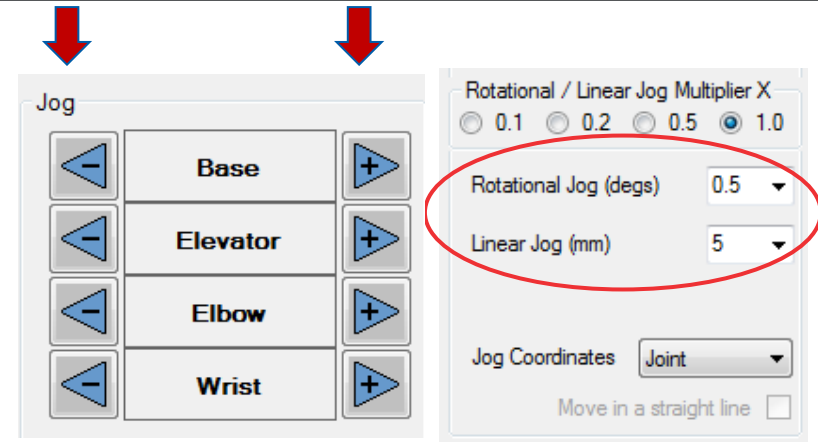 Jog
- Base +
- Elevator +
- Elbow +
- Wrist +
Rotational / Linear Jog Multiplier X
0.1 0.2 0.5 1.0
Rotational Jog (degs) 0.5
Linear Jog (mm) 5
Jog Coordinates Joint
Move in a straight line